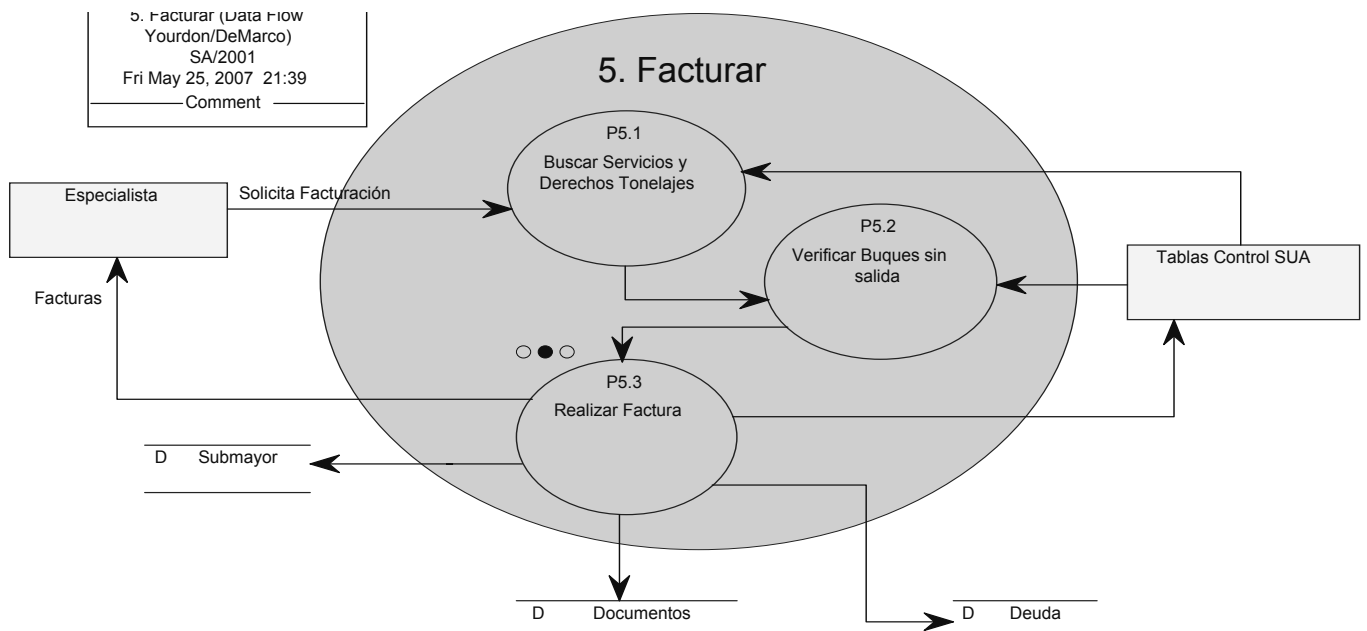 5. Facturar (Data Flow
Yourdon/DeMarco)
SA/2001
Fri May 25, 2007 21:39
Comment
5. Facturar
P5.1
Buscar Servicios y
Derechos Tonelajes
Especialista
Solicita Facturación
P5.2
Verificar Buques sin
salida
Tablas Control SUA
Facturas
P5.3
Realizar Factura
D Submayor
D Documentos
D Deuda